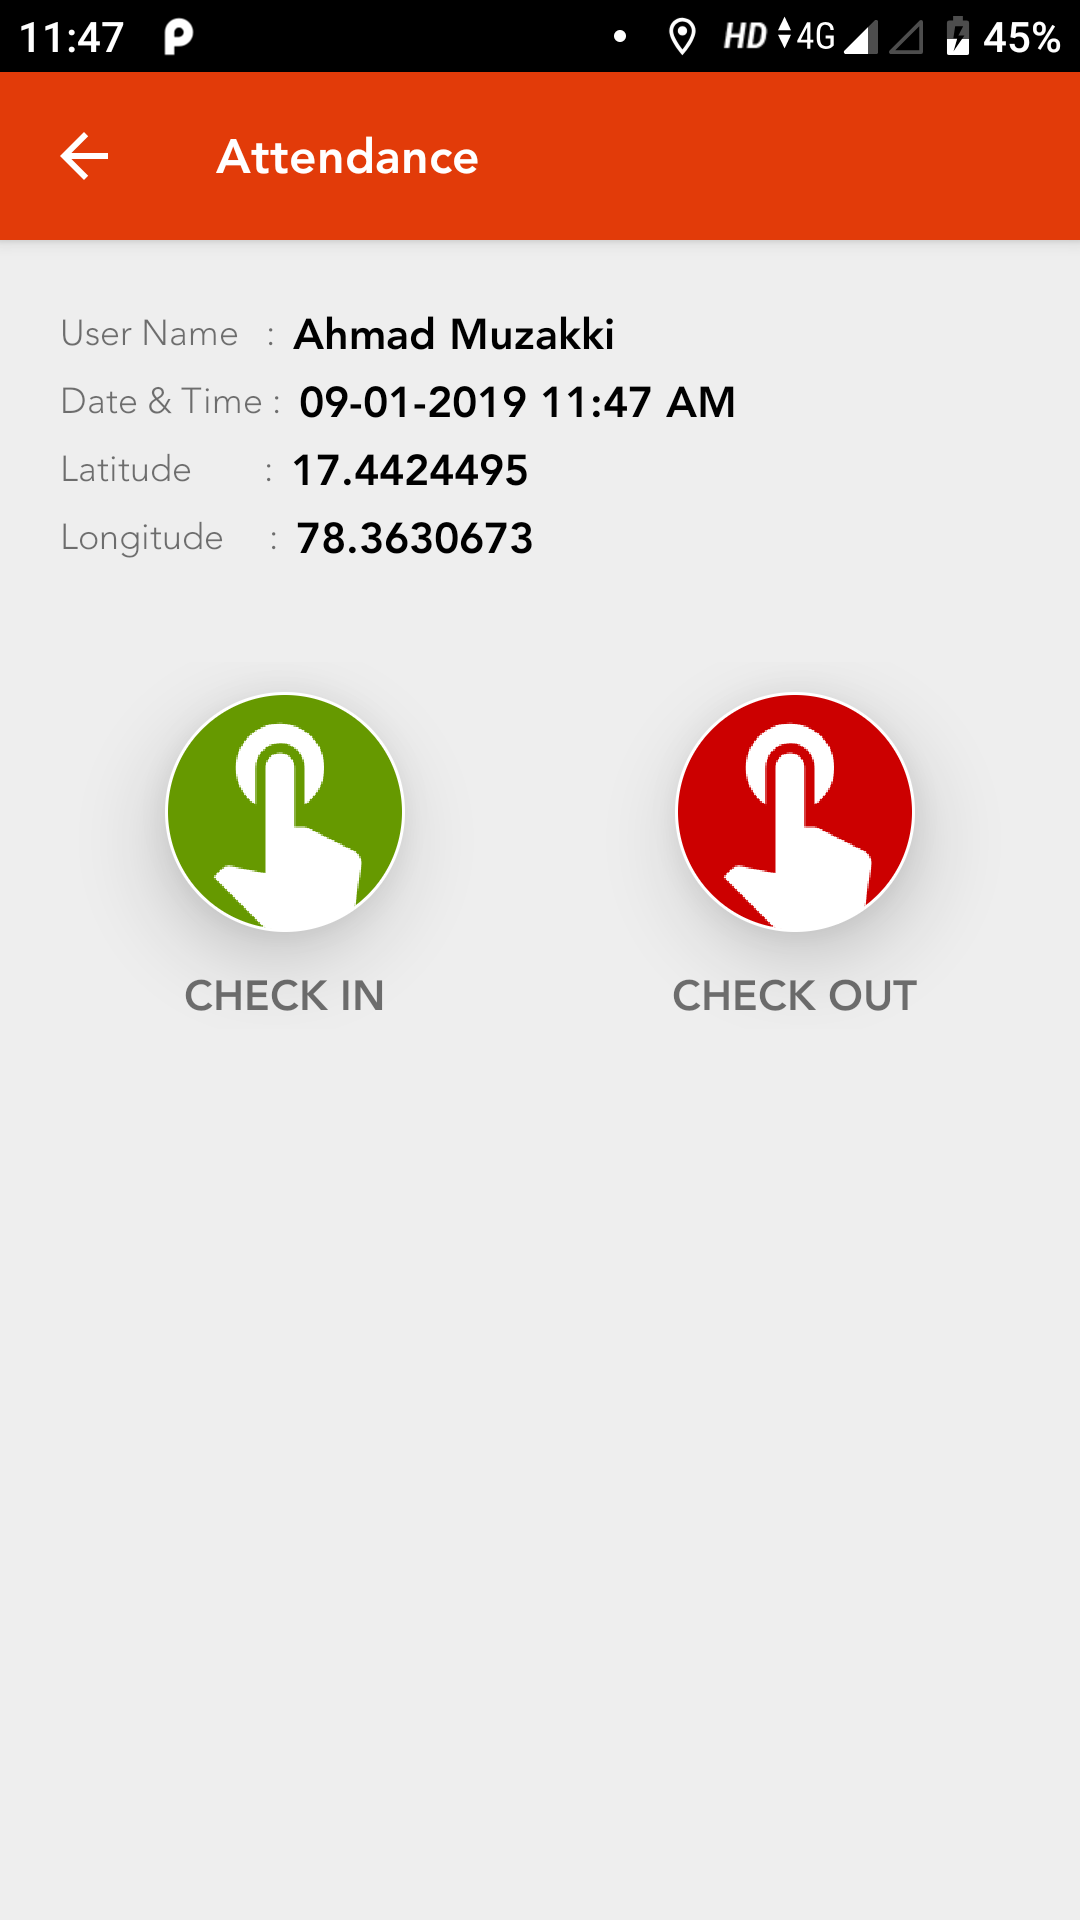 11:47 HD 4G 45%
Attendance
User Name : Ahmad Muzakki
Date & Time : 09-01-2019 11:47 AM
Latitude : 17.4424495
Longitude : 78.3630673
CHECK IN CHECK OUT